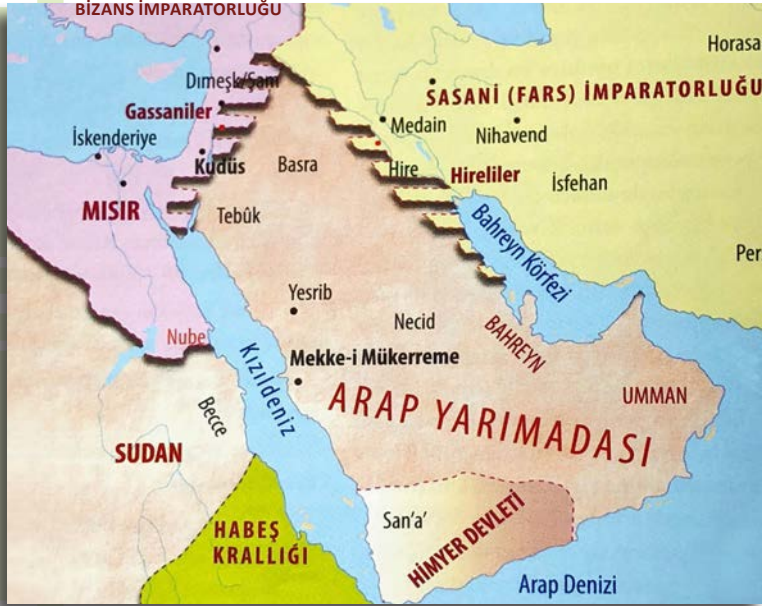 BİZANS İMPARATORLUĞU
Horasa
Dımeşk/Şam
SASANİ (FARS) İMPARATORLUĞU
Gassaniler
Medain
Nihavend
İskenderiye
Kudüs
Basra
Hire
Hireliler
İsfehan
MISIR
Tebûk
Bahreyn Körfezi
Per
Yesrib
Necid
Nube
Kızıldeniz
BAHREYN
Mekke-i Mükerreme
UMMAN
ARAP YARIMADASI
Becce
SUDAN
San'a'
HİMYER DEVLETİ
HABEŞ
KRALLIĞI
Arap Denizi